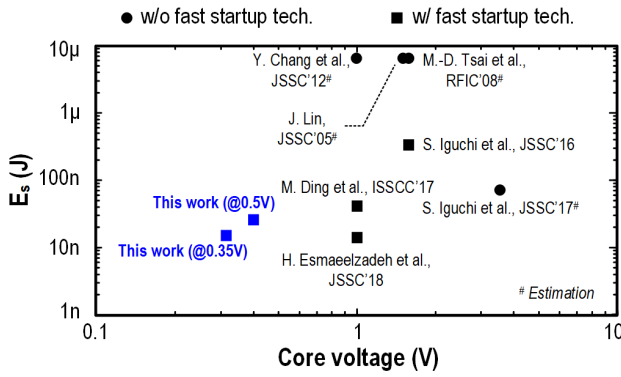 w/o fast startup tech.
w/ fast startup tech.
10µ
1µ
100n
10n
1n
Eₛ (J)
Y. Chang et al.,
JSSC'12#
M.-D. Tsai et al.,
RFIC'08#
J. Lin,
JSSC'05#
S. Iguchi et al., JSSC'16
M. Ding et al., ISSCC'17
S. Iguchi et al., JSSC'17#
This work (@0.5V)
This work (@0.35V)
H. Esmaeelzadeh et al.,
JSSC'18
# Estimation
0.1
1
10
Core voltage (V)